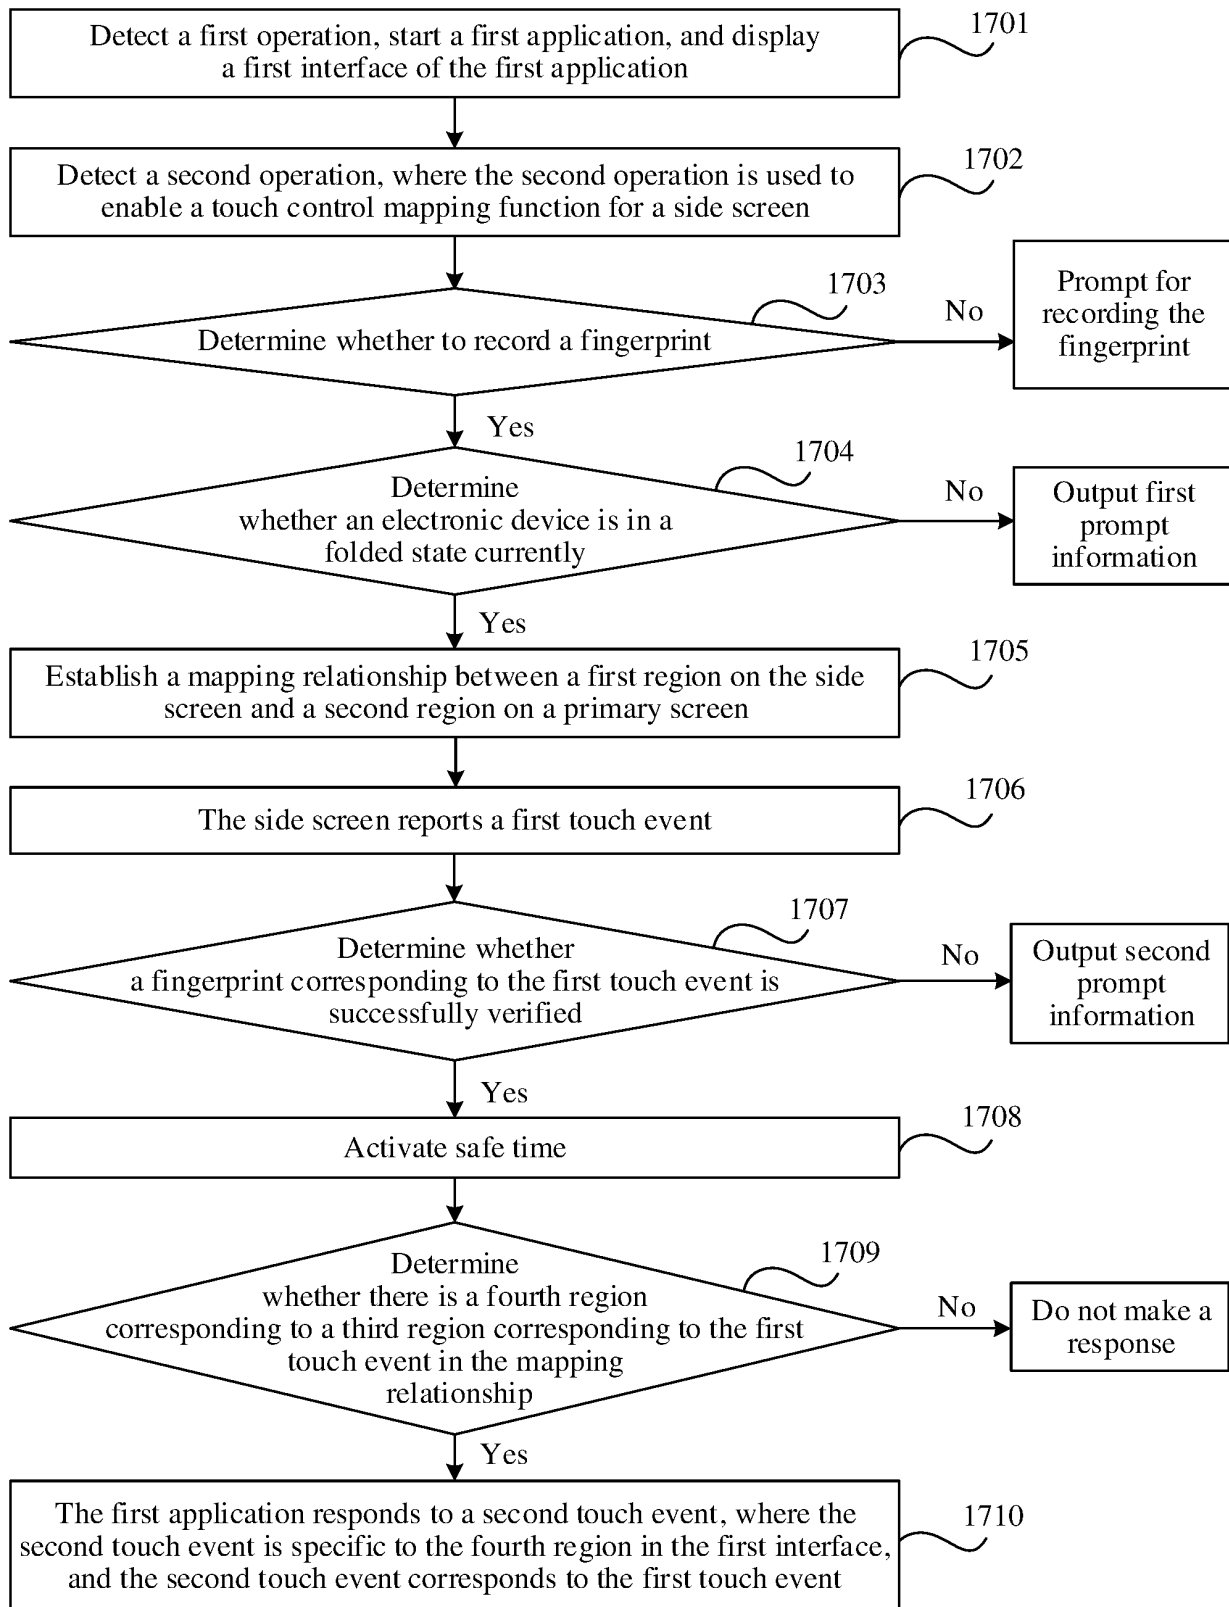 Detect a first operation, start a first application, and display
a first interface of the first application
1701
Detect a second operation, where the second operation is used to
enable a touch control mapping function for a side screen
1702
Determine whether to record a fingerprint
1703
No
Prompt for
recording the
fingerprint
Yes
Determine
whether an electronic device is in a
folded state currently
1704
No
Output first
prompt
information
Yes
Establish a mapping relationship between a first region on the side
screen and a second region on a primary screen
1705
The side screen reports a first touch event
1706
Determine whether
a fingerprint corresponding to the first touch event is
successfully verified
1707
No
Output second
prompt
information
Yes
Activate safe time
1708
Determine
whether there is a fourth region
corresponding to a third region corresponding to the first
touch event in the mapping
relationship
1709
No
Do not make a
response
Yes
The first application responds to a second touch event, where the
second touch event is specific to the fourth region in the first interface,
and the second touch event corresponds to the first touch event
1710